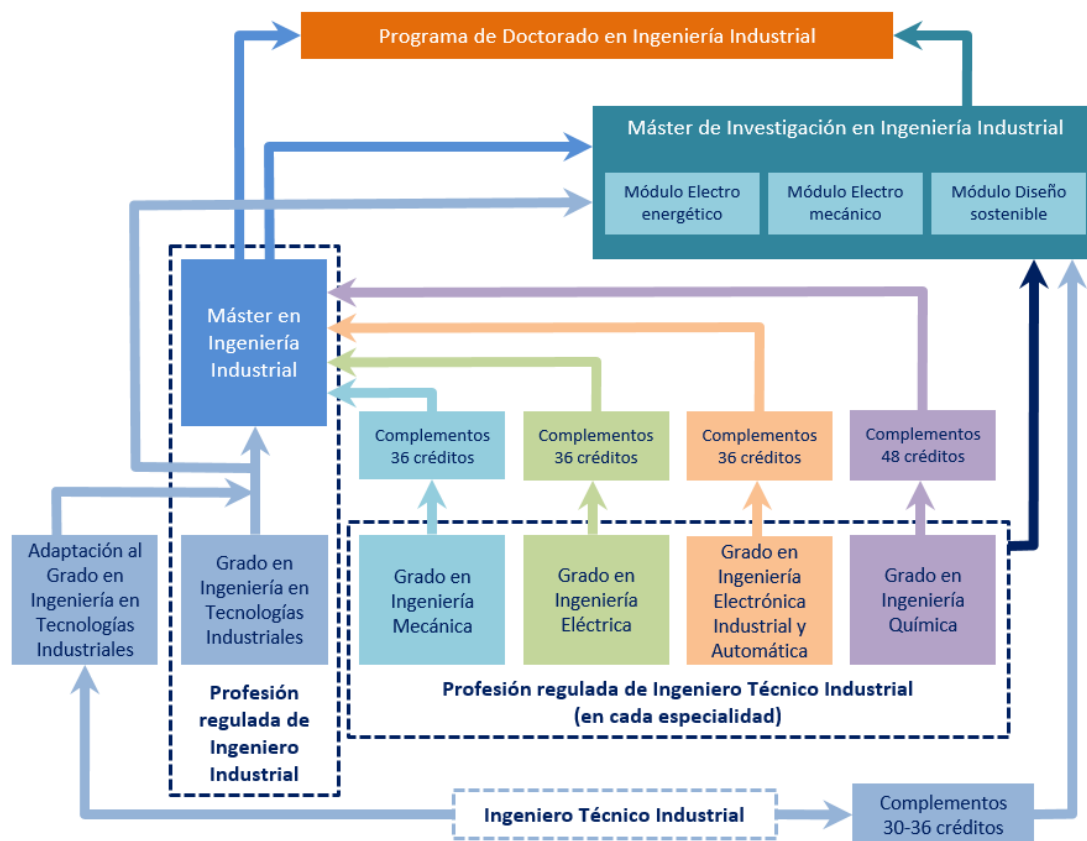 Programa de Doctorado en Ingeniería Industrial
Máster de Investigación en Ingeniería Industrial
Módulo Electro
energético
Módulo Electro
mecánico
Módulo Diseño
sostenible
Máster en
Ingeniería
Industrial
Complementos
36 créditos
Complementos
36 créditos
Complementos
36 créditos
Complementos
48 créditos
Adaptación al
Grado en
Ingeniería en
Tecnologías
Industriales
Grado en
Ingeniería en
Tecnologías
Industriales
Grado en
Ingeniería
Mecánica
Grado en
Ingeniería
Eléctrica
Grado en
Ingeniería
Electrónica
Industrial y
Automática
Grado en
Ingeniería
Química
Profesión
regulada de
Ingeniero
Industrial
Profesión regulada de Ingeniero Técnico Industrial
(en cada especialidad)
Ingeniero Técnico Industrial
Complementos
30-36 créditos